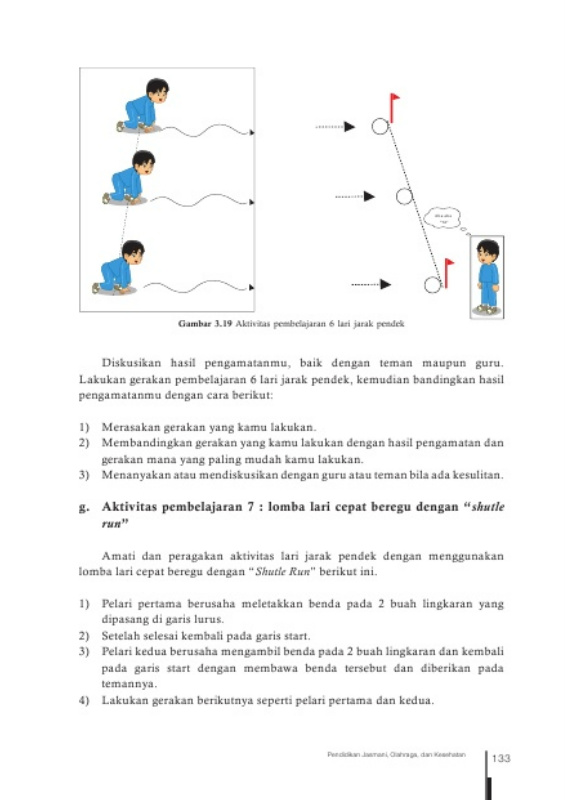 Gambar 3.19 Aktivitas pembelajaran 6 lari jarak pendek
Diskusikan hasil pengamatanmu, baik dengan teman maupun guru.
Lakukan gerakan pembelajaran 6 lari jarak pendek, kemudian bandingkan hasil
pengamatanmu dengan cara berikut:
1) Merasakan gerakan yang kamu lakukan.
2) Membandingkan gerakan yang kamu lakukan dengan hasil pengamatan dan
gerakan mana yang paling mudah kamu lakukan.
3) Menanyakan atau mendiskusikan dengan guru atau teman bila ada kesulitan.
g. Aktivitas pembelajaran 7 : lomba lari cepat beregu dengan "shutle
run"
Amati dan peragakan aktivitas lari jarak pendek dengan menggunakan
lomba lari cepat beregu dengan "Shutle Run" berikut ini.
1) Pelari pertama berusaha meletakkan benda pada 2 buah lingkaran yang
dipasang di garis lurus.
2) Setelah selesai kembali pada garis start.
3) Pelari kedua berusaha mengambil benda pada 2 buah lingkaran dan kembali
pada garis start dengan membawa benda tersebut dan diberikan pada
temannya.
4) Lakukan gerakan berikutnya seperti pelari pertama dan kedua.
Pendidikan Jasmani, Olahraga, dan Kesehatan
133